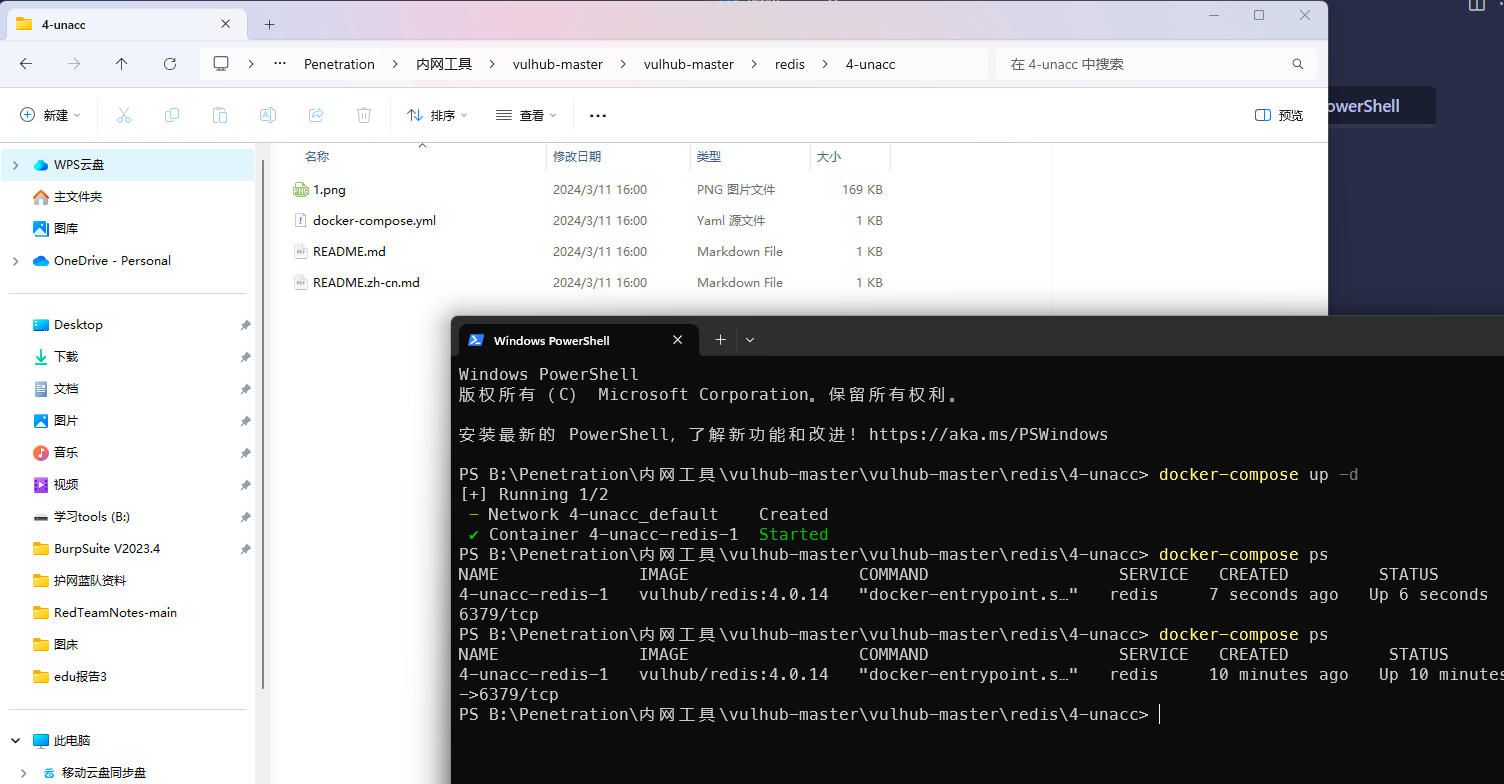 4-unacc
Penetration 内网工具 vulhub-master vulhub-master redis 4-unacc 在 4-unacc 中搜索
新建 排序 查看 ... 预览
owerShell
WPS云盘
主文件夹
图库
OneDrive - Personal
Desktop
下载
文档
图片
音乐
视频
学习tools (B:)
BurpSuite V2023.4
护网蓝队资料
RedTeamNotes-main
图床
edu报告3
此电脑
移动云盘同步盘
名称 修改日期 类型 大小
1.png 2024/3/11 16:00 PNG 图片文件 169 KB
docker-compose.yml 2024/3/11 16:00 Yaml 源文件 1 KB
README.md 2024/3/11 16:00 Markdown File 1 KB
README.zh-cn.md 2024/3/11 16:00 Markdown File 1 KB
Windows PowerShell
Windows PowerShell
版权所有 (C) Microsoft Corporation。保留所有权利。
安装最新的 PowerShell，了解新功能和改进！https://aka.ms/PSWindows
PS B:\Penetration\内网工具\vulhub-master\vulhub-master\redis\4-unacc> docker-compose up -d
[+] Running 1/2
- Network 4-unacc_default Created
✔ Container 4-unacc-redis-1 Started
PS B:\Penetration\内网工具\vulhub-master\vulhub-master\redis\4-unacc> docker-compose ps
NAME IMAGE COMMAND SERVICE CREATED STATUS
4-unacc-redis-1 vulhub/redis:4.0.14 "docker-entrypoint.s…" redis 7 seconds ago Up 6 seconds
6379/tcp
PS B:\Penetration\内网工具\vulhub-master\vulhub-master\redis\4-unacc> docker-compose ps
NAME IMAGE COMMAND SERVICE CREATED STATUS
4-unacc-redis-1 vulhub/redis:4.0.14 "docker-entrypoint.s…" redis 10 minutes ago Up 10 minutes
->6379/tcp
PS B:\Penetration\内网工具\vulhub-master\vulhub-master\redis\4-unacc>